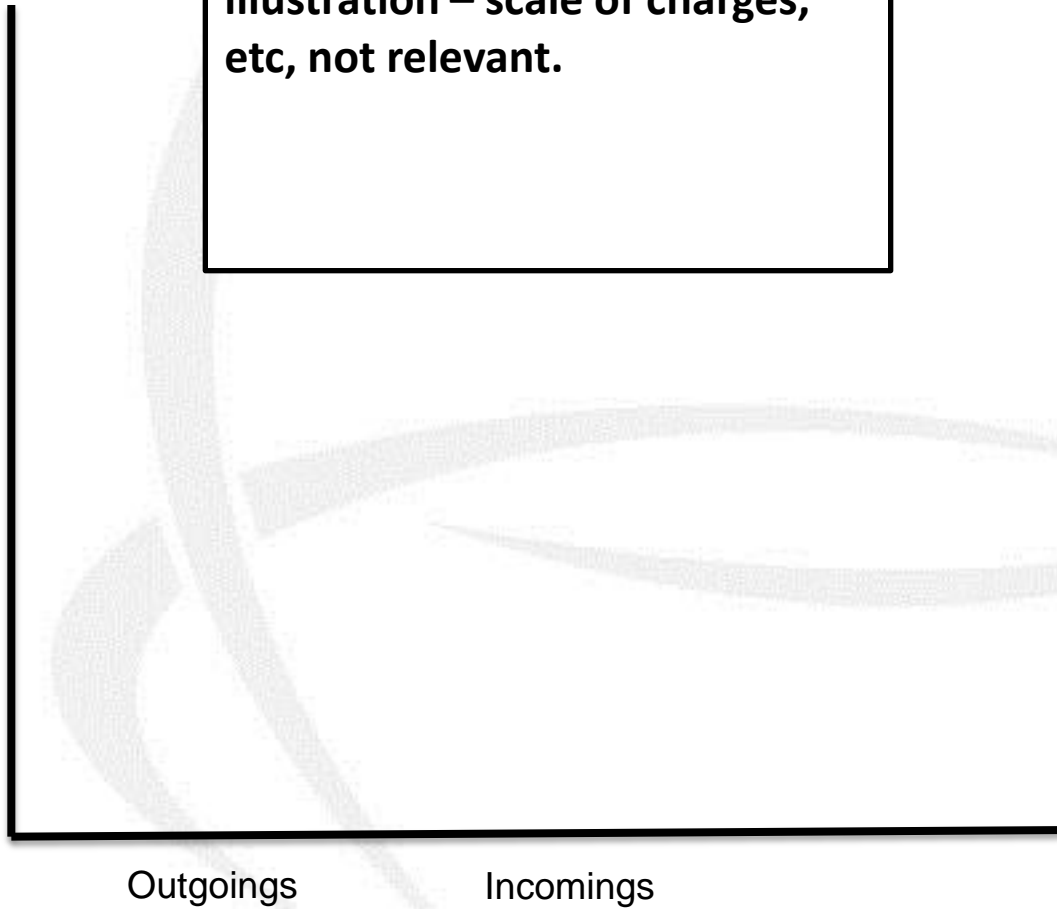 illustration – scale of charges,
etc, not relevant.
Outgoings Incomings